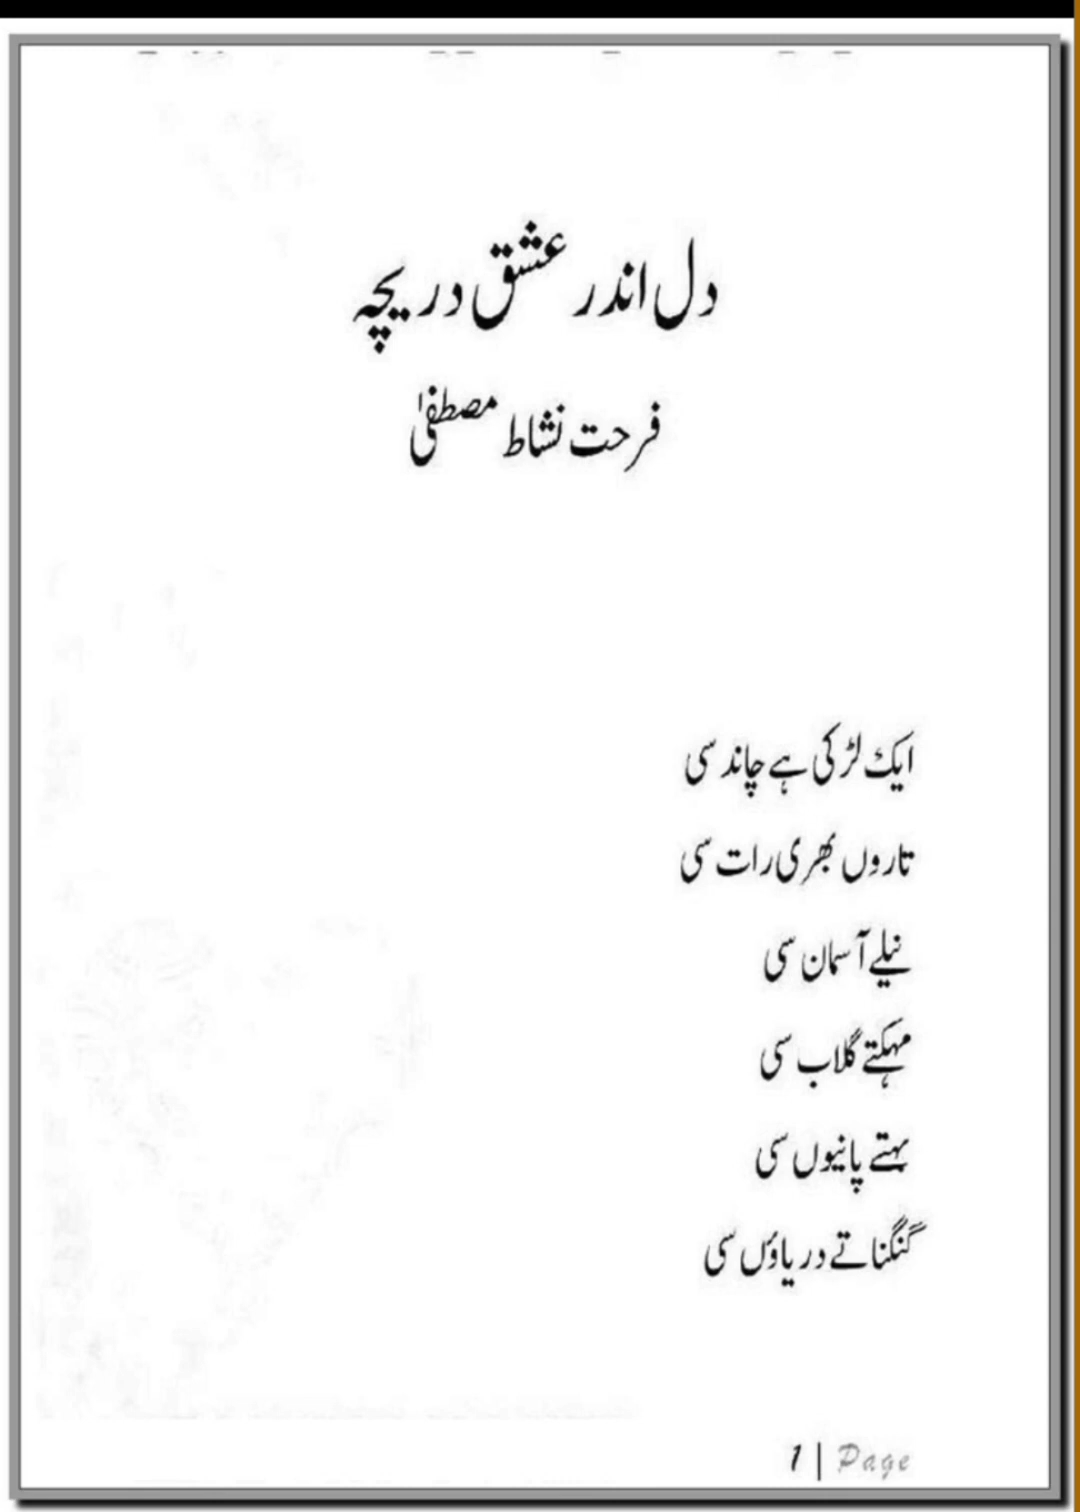 دل اندر عشق دریچہ
فرحت نشاط مصطفیٰ
ایک لڑکی ہے چاند سی
تاروں بھری رات سی
نیلے آسمان سی
مہکتے گلاب سی
بہتے پانیوں سی
گنگناتے دریاؤں سی
1 | Page